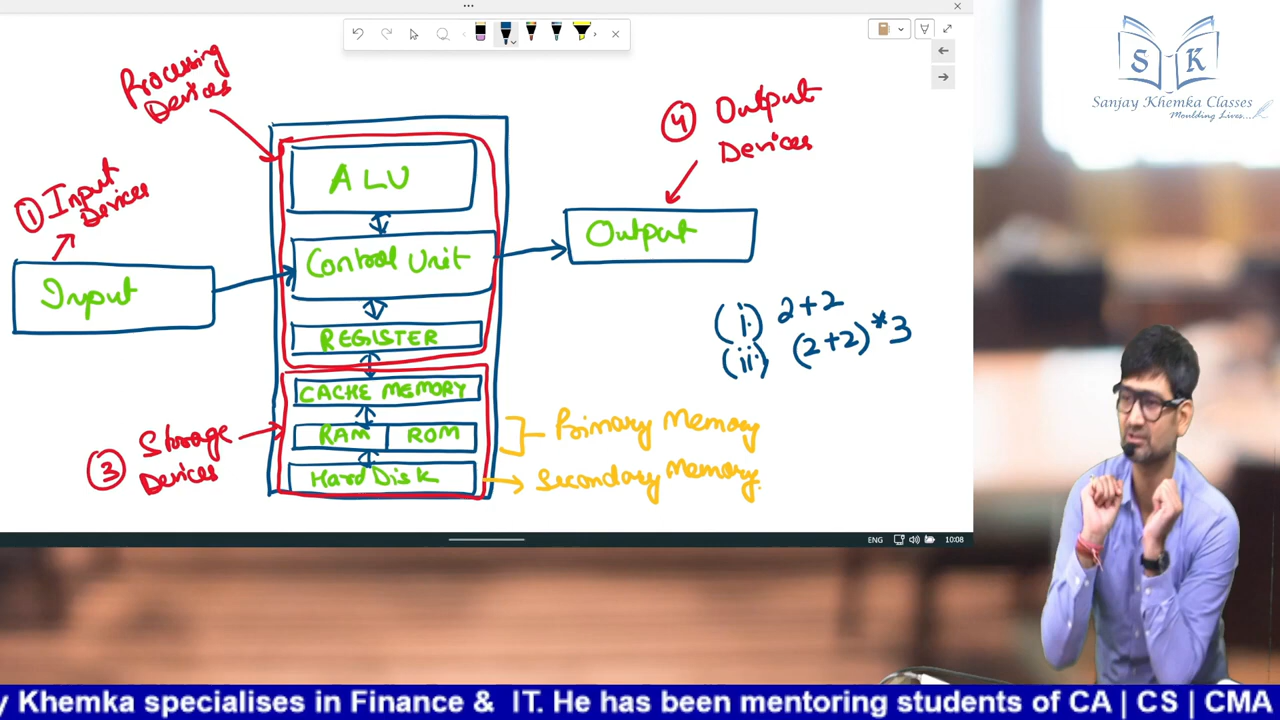 Processing
Devices
① Input
Devices
Input
ALU
Control Unit
REGISTER
CACHE MEMORY
RAM ROM
Hard Disk
③ Storage
Devices
④ Output
Devices
Output
(i) 2+2
(ii) (2+2)*3
Primary Memory
Secondary Memory.
ENG 10:08
S K
Sanjay Khemka Classes
Moulding Lives...
y Khemka specialises in Finance & IT. He has been mentoring students of CA | CS | CMA